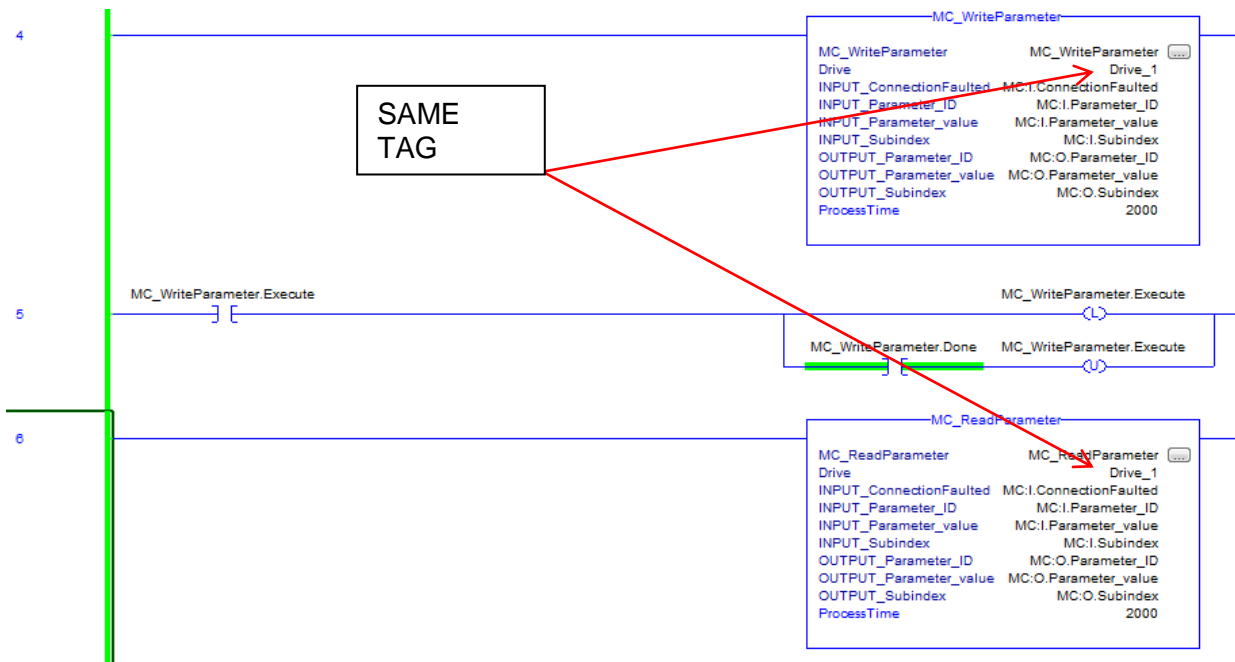 4
MC_WriteParameter
MC_WriteParameter MC_WriteParameter ...
Drive Drive_1
INPUT_ConnectionFaulted MC:I.ConnectionFaulted
INPUT_Parameter_ID MC:I.Parameter_ID
INPUT_Parameter_value MC:I.Parameter_value
INPUT_Subindex MC:I.Subindex
OUTPUT_Parameter_ID MC:O.Parameter_ID
OUTPUT_Parameter_value MC:O.Parameter_value
OUTPUT_Subindex MC:O.Subindex
ProcessTime 2000
SAME
TAG
5
MC_WriteParameter.Execute MC_WriteParameter.Execute
L
MC_WriteParameter.Done MC_WriteParameter.Execute
U
6
MC_ReadParameter
MC_ReadParameter MC_ReadParameter ...
Drive Drive_1
INPUT_ConnectionFaulted MC:I.ConnectionFaulted
INPUT_Parameter_ID MC:I.Parameter_ID
INPUT_Parameter_value MC:I.Parameter_value
INPUT_Subindex MC:I.Subindex
OUTPUT_Parameter_ID MC:O.Parameter_ID
OUTPUT_Parameter_value MC:O.Parameter_value
OUTPUT_Subindex MC:O.Subindex
ProcessTime 2000